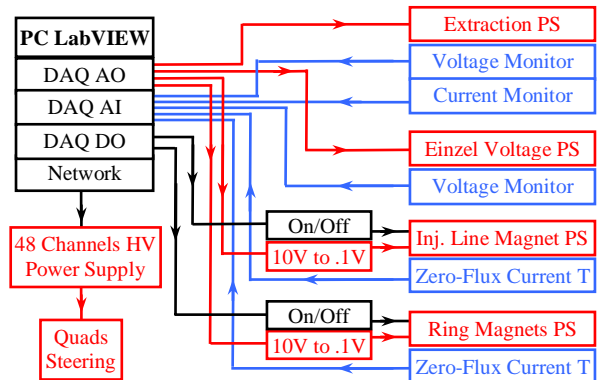 PC LabVIEW
DAQ AO
DAQ AI
DAQ DO
Network
48 Channels HV
Power Supply
Quads
Steering
On/Off
10V to .1V
On/Off
10V to .1V
Extraction PS
Voltage Monitor
Current Monitor
Einzel Voltage PS
Voltage Monitor
Inj. Line Magnet PS
Zero-Flux Current T
Ring Magnets PS
Zero-Flux Current T